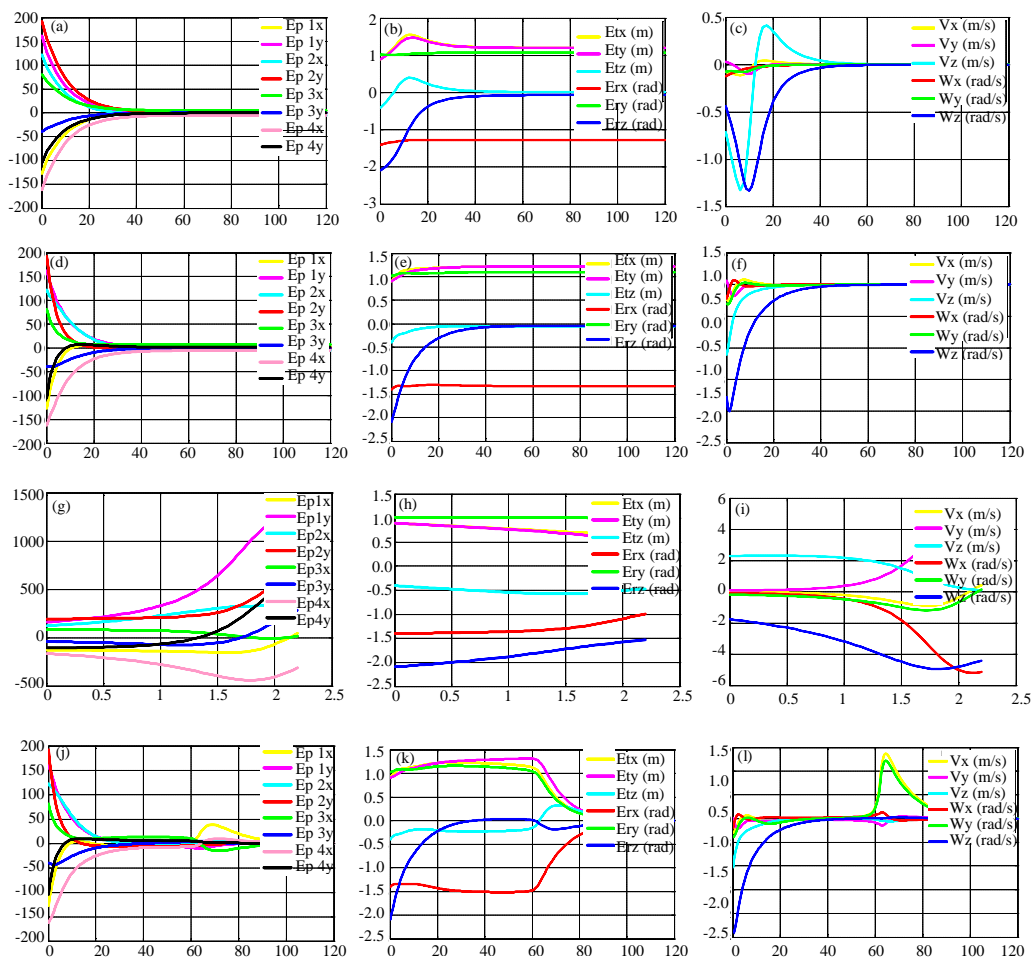 200
150
100
50
0
-50
-100
-150
-200
(a)
Ep 1x
Ep 1y
Ep 2x
Ep 2y
Ep 3x
Ep 3y
Ep 4x
Ep 4y
0 20 40 60 80 100 120
2
1
0
-1
-2
-3
(b)
Etx (m)
Ety (m)
Etz (m)
Erx (rad)
Ery (rad)
Erz (rad)
0 20 40 60 80 100 120
0.5
0
-0.5
-1.0
-1.5
(c)
Vx (m/s)
Vy (m/s)
Vz (m/s)
Wx (rad/s)
Wy (rad/s)
Wz (rad/s)
0 20 40 60 80 100 120
200
150
100
50
0
-50
-100
-150
-200
(d)
Ep 1x
Ep 1y
Ep 2x
Ep 2y
Ep 3x
Ep 3y
Ep 4x
Ep 4y
0 20 40 60 80 100 120
1.5
1.0
0.5
0.0
-0.5
-1.0
-1.5
-2.0
-2.5
(e)
Etx (m)
Ety (m)
Etz (m)
Erx (rad)
Ery (rad)
Erz (rad)
0 20 40 60 80 100 120
1.0
0.5
0.0
0.5
-1.0
-1.5
-2.0
-2.5
(f)
Vx (m/s)
Vy (m/s)
Vz (m/s)
Wx (rad/s)
Wy (rad/s)
Wz (rad/s)
0 20 40 60 80 100 120
1500
1000
500
0
-500
(g)
Ep1x
Ep1y
Ep2x
Ep2y
Ep3x
Ep3y
Ep4x
Ep4y
0 0.5 1 1.5 2 2.5
1.5
1.0
0.5
0.0
-0.5
-1.0
-1.5
-2.0
-2.5
(h)
Etx (m)
Ety (m)
Etz (m)
Erx (rad)
Ery (rad)
Erz (rad)
0 0.5 1 1.5 2 2.5
6
4
2
0
-2
-4
-6
(i)
Vx (m/s)
Vy (m/s)
Vz (m/s)
Wx (rad/s)
Wy (rad/s)
Wz (rad/s)
0 0.5 1 1.5 2 2.5
200
150
100
50
0
-50
-100
-150
-200
(j)
Ep 1x
Ep 1y
Ep 2x
Ep 2y
Ep 3x
Ep 3y
Ep 4x
Ep 4y
0 20 40 60 80 100 120
1.5
1.0
0.5
0.0
-0.5
-1.0
-1.5
-2.0
-2.5
(k)
Etx (m)
Ety (m)
Etz (m)
Erx (rad)
Ery (rad)
Erz (rad)
0 20 40 60 80 100 120
1.5
1.0
0.5
0.0
0.5
-1.0
-1.5
-2.0
-2.5
(l)
Vx (m/s)
Vy (m/s)
Vz (m/s)
Wx (rad/s)
Wy (rad/s)
Wz (rad/s)
0 20 40 60 80 100 120